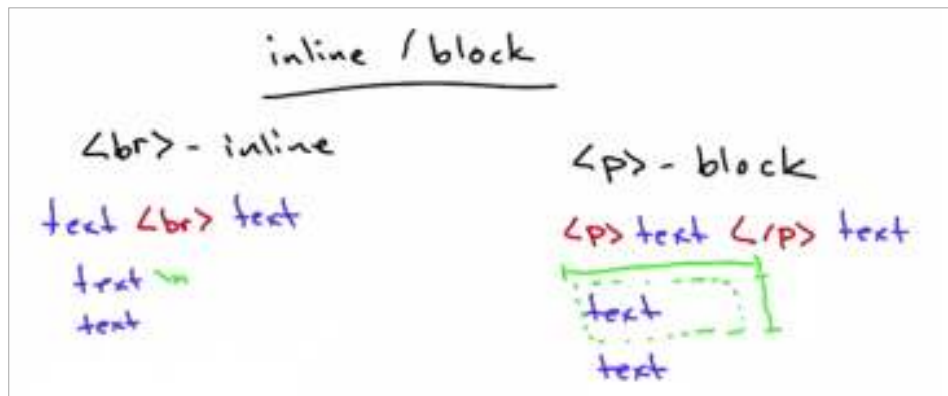 inline / block
<br> - inline
text <br> text
text \n
text
<p> - block
<p> text </p> text
text
text